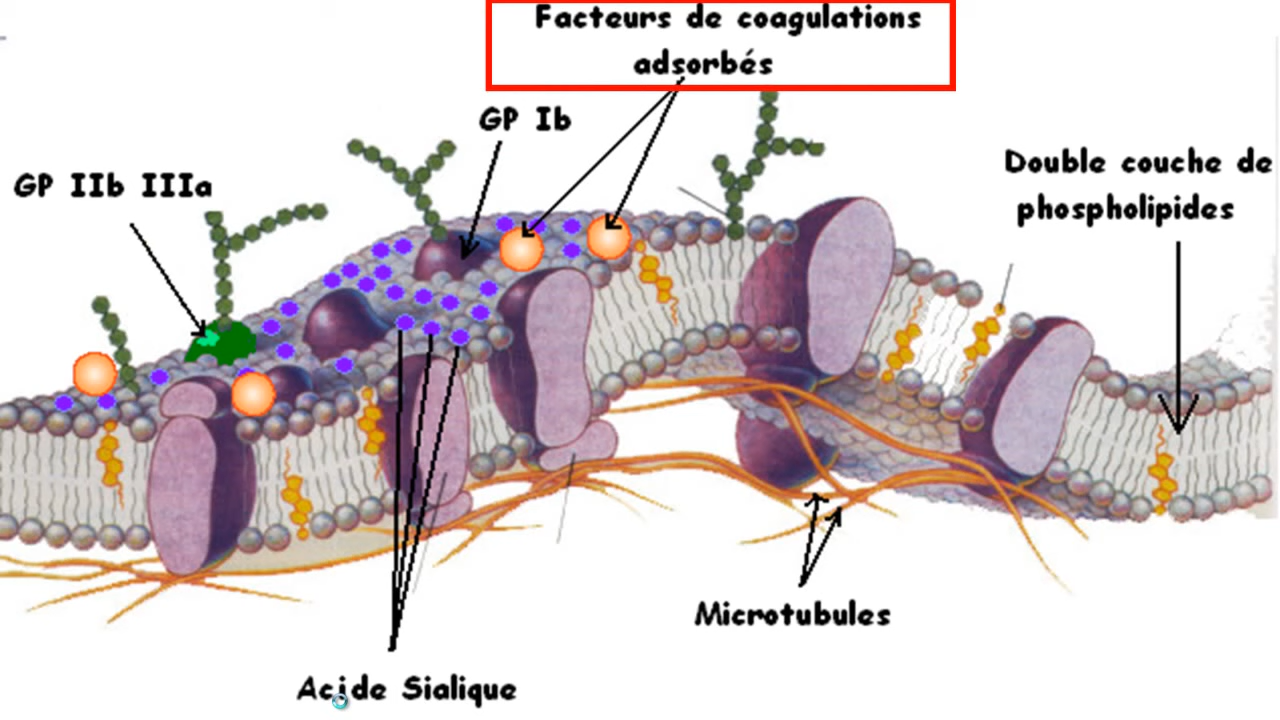 Facteurs de coagulations
adsorbés
GP Ib
GP IIb IIIa
Double couche de
phospholipides
Microtubules
Acide Sialique